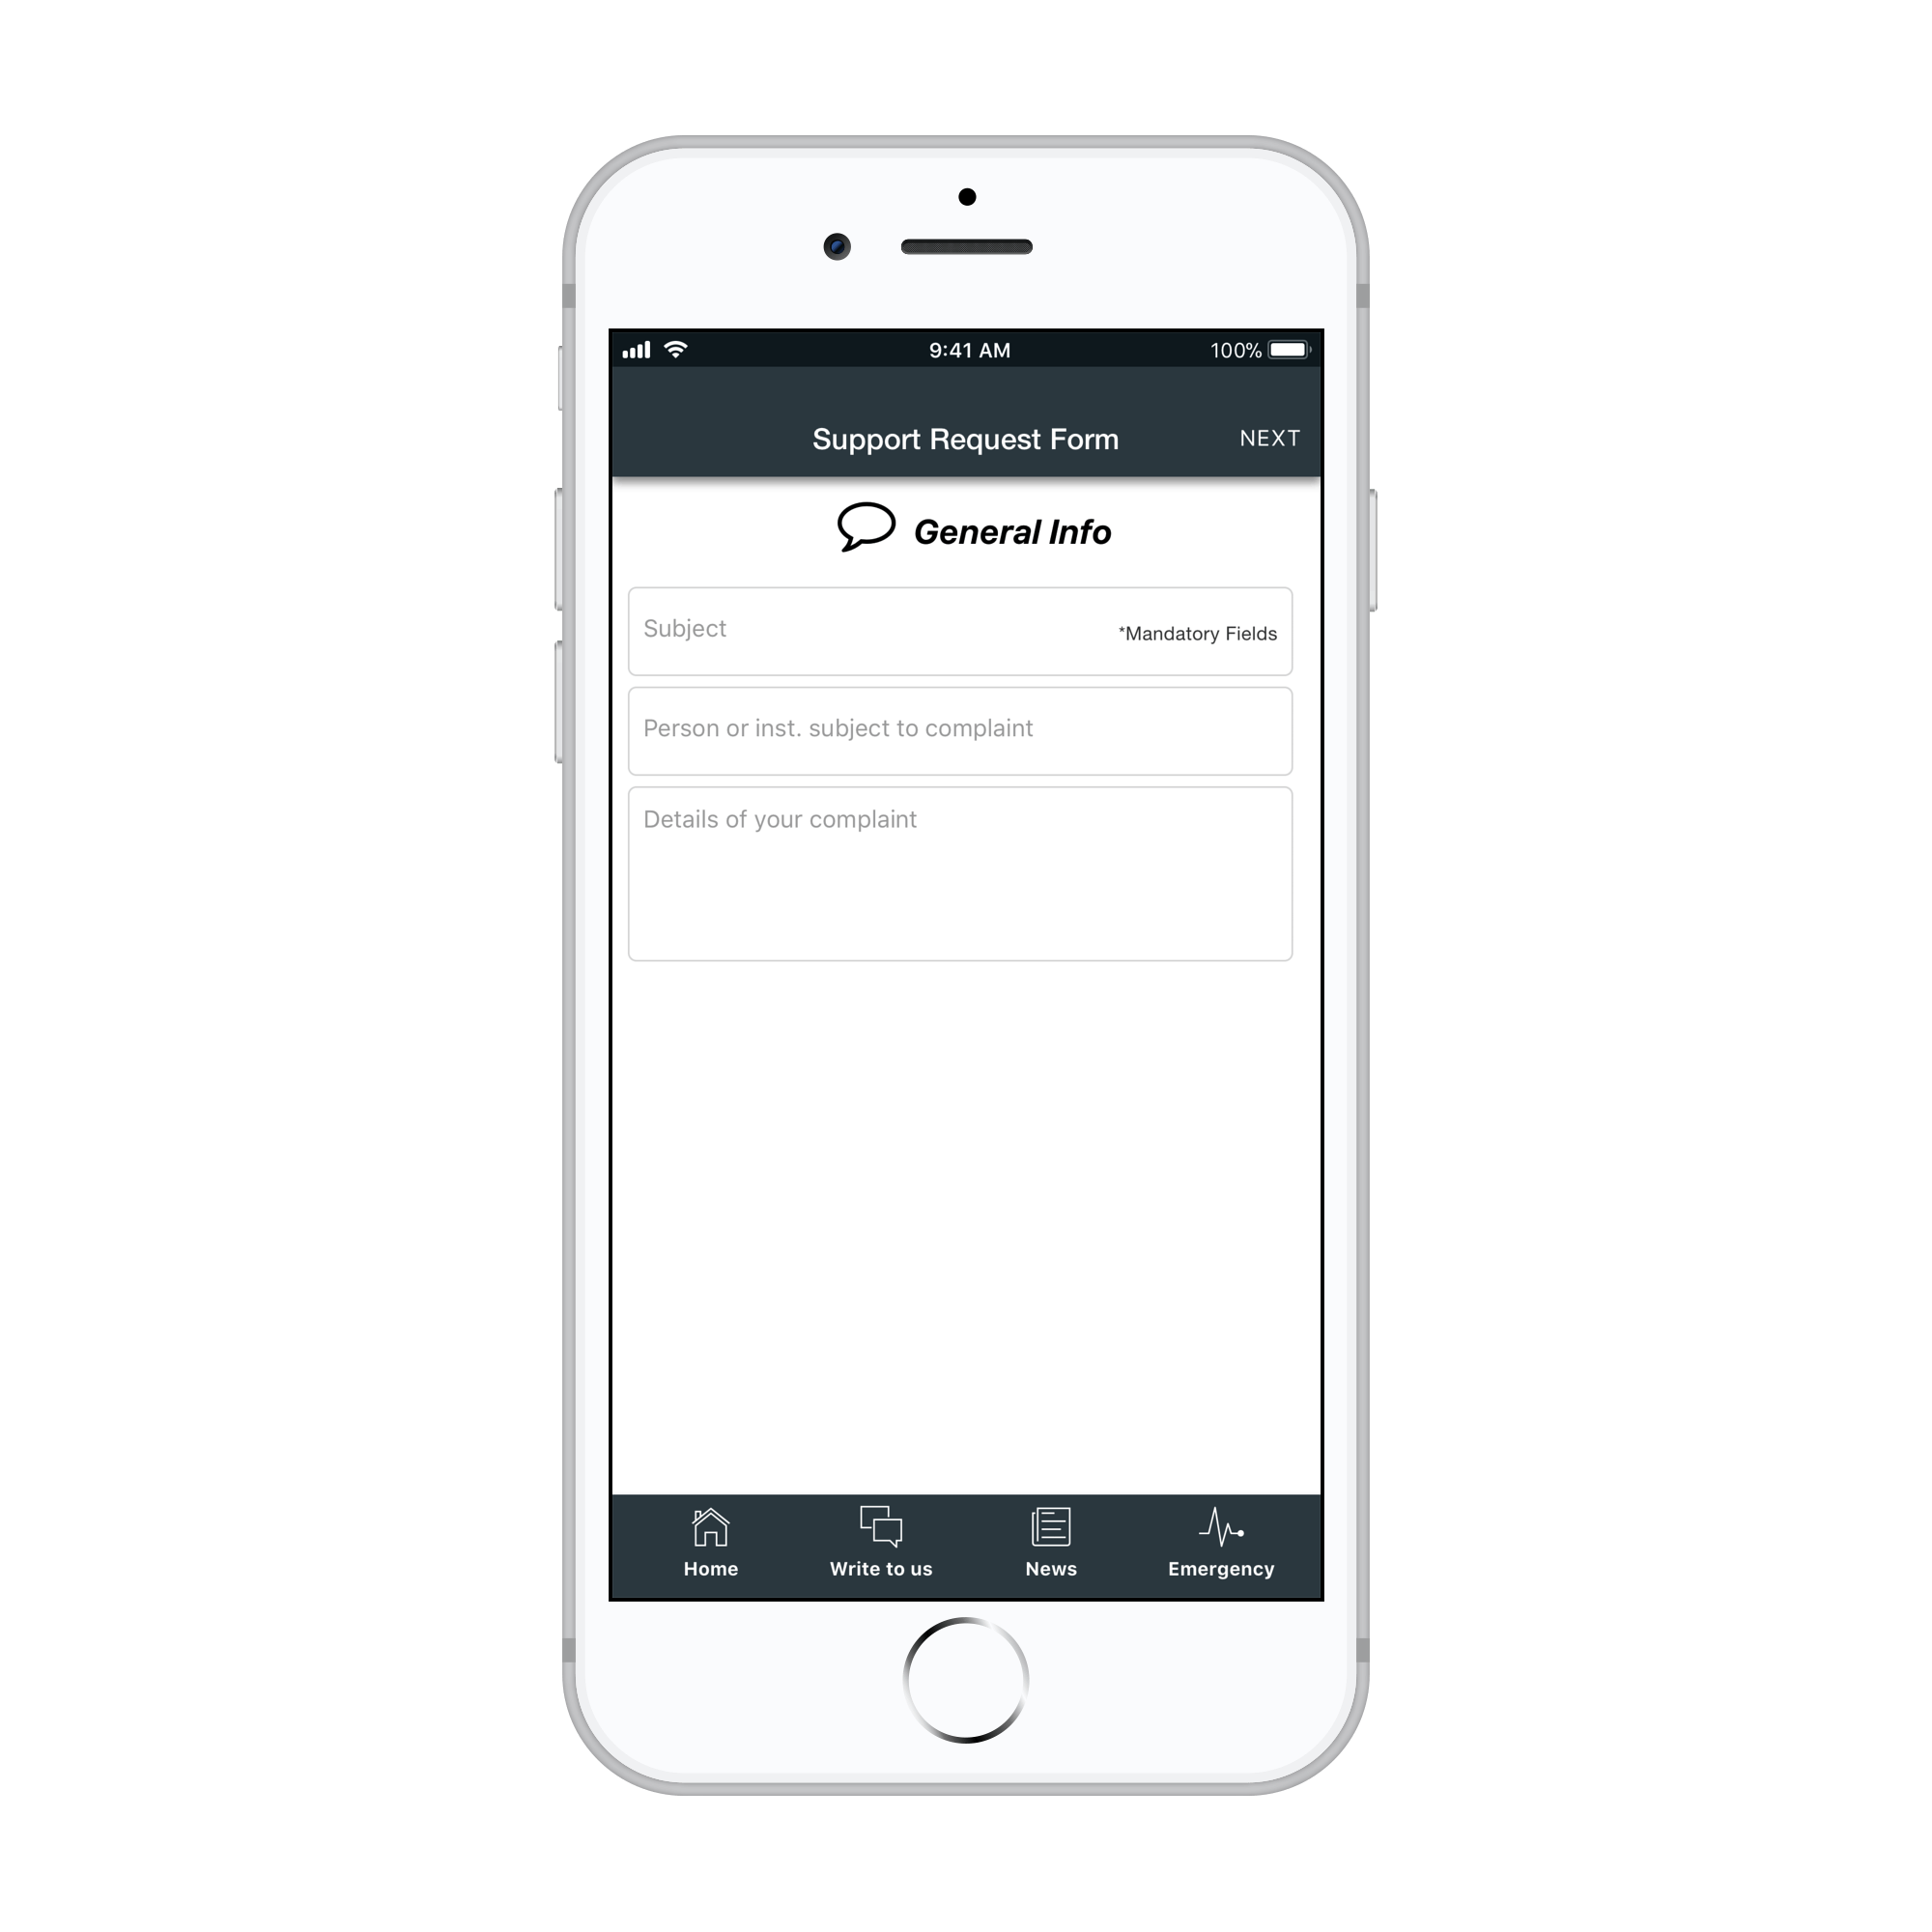 9:41 AM 100%
Support Request Form NEXT
General Info
Subject *Mandatory Fields
Person or inst. subject to complaint
Details of your complaint
Home Write to us News Emergency